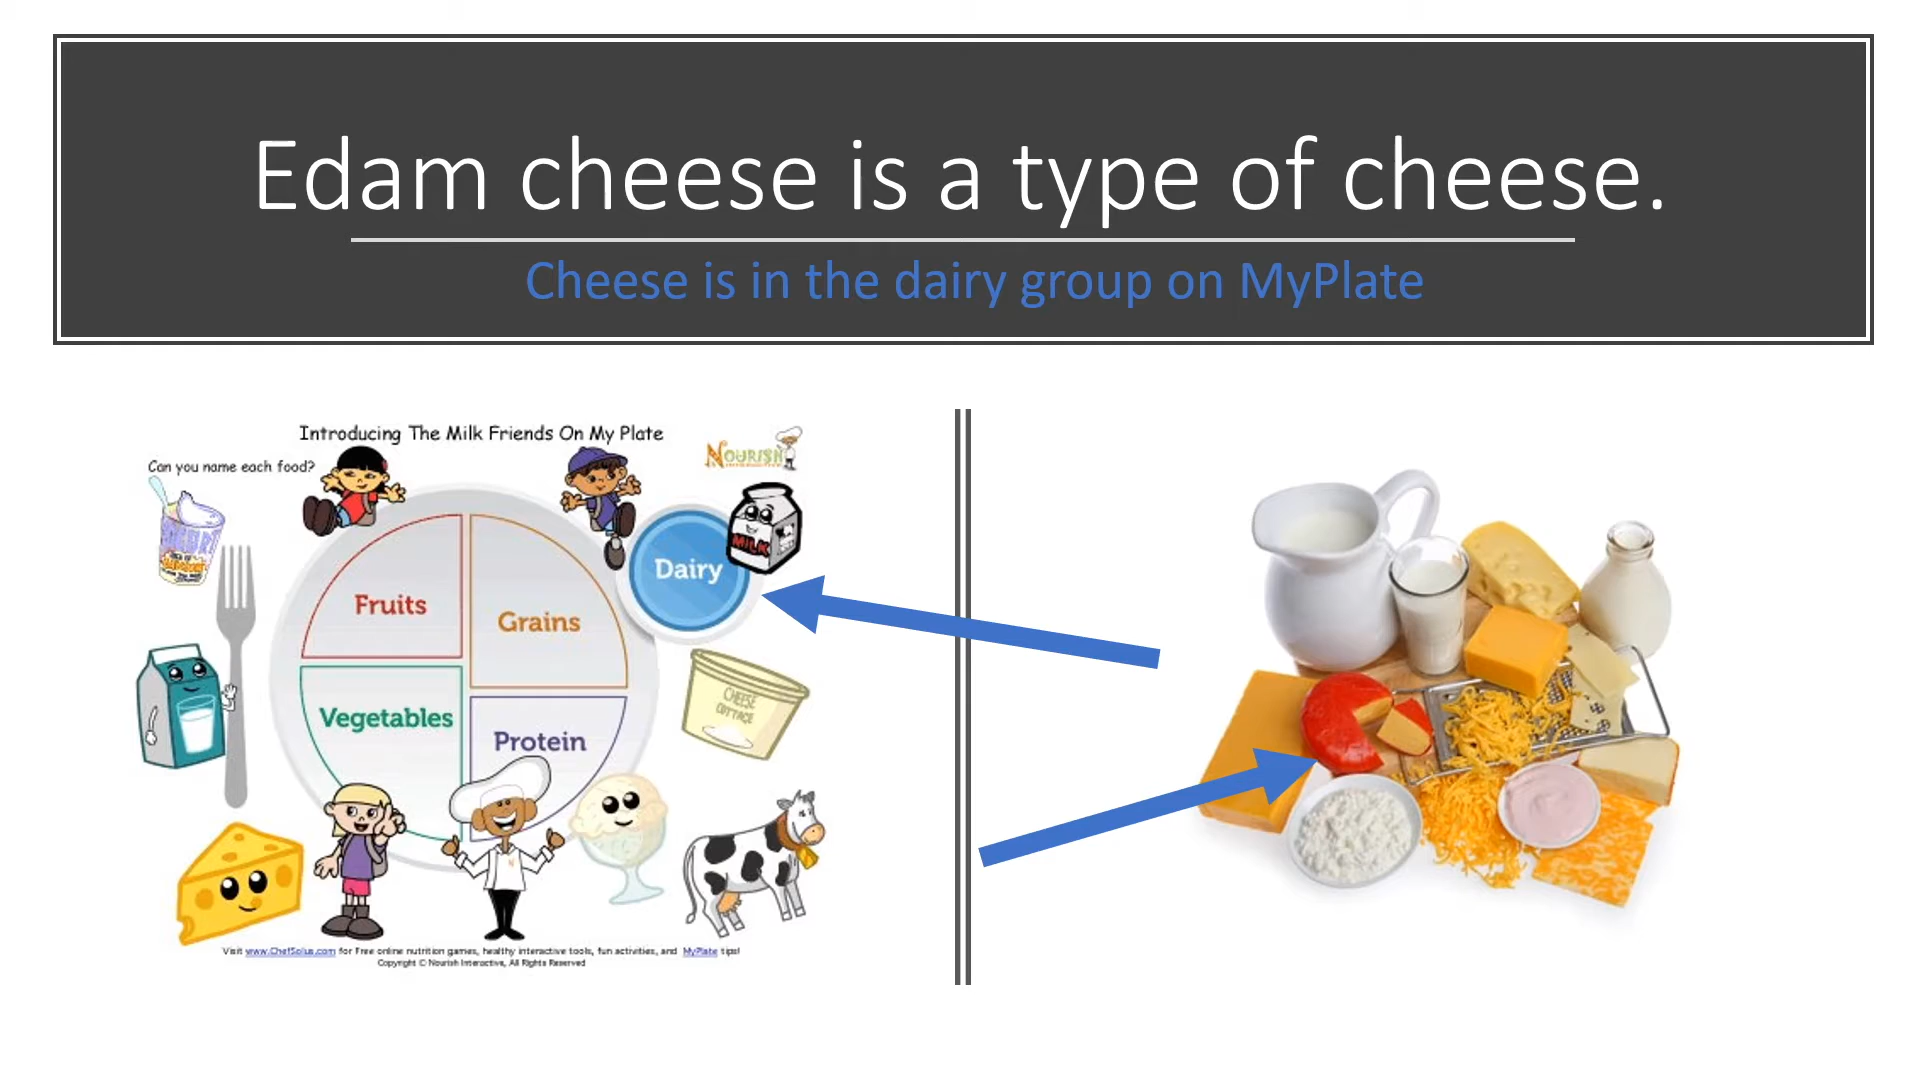 Edam cheese is a type of cheese.
Cheese is in the dairy group on MyPlate
Introducing The Milk Friends On My Plate
NOURISH
Can you name each food?
MILK
Dairy
Fruits
Grains
CHEESE
COTTAGE
Vegetables
Protein
Visit www.ChefSolus.com for Free online nutrition games, healthy interactive tools, fun activities, and MyPlate tips!
Copyright © Nourish Interactive, All Rights Reserved